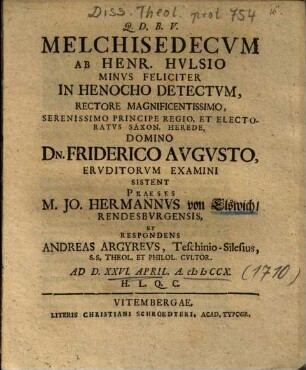 Diss. Theol. prot 754
Q. D. B. V.
MELCHISEDECVM
AB HENR. HVLSIO
MINVS FELICITER
IN HENOCHO DETECTVM,
RECTORE MAGNIFICENTISSIMO,
SERENISSIMO PRINCIPE REGIO, ET ELECTO-
RATVS SAXON. HEREDE,
DOMINO
DN. FRIDERICO AVGVSTO,
ERVDITORVM EXAMINI
SISTENT
PRAESES
M. JO. HERMANNVS von Elswich/
RENDESBVRGENSIS,
ET
RESPONDENS
ANDREAS ARGYREVS, Teschinio-Silesius,
S.S. THEOL. ET PHILOL. CVLTOR.
AD D. XXVI. APRIL. A. cIɔ Iɔ CCX.
(1710)
H. L. Q. C.
VITEMBERGAE,
LITERIS CHRISTIANI SCHROEDTERI, ACAD. TYPOGR.